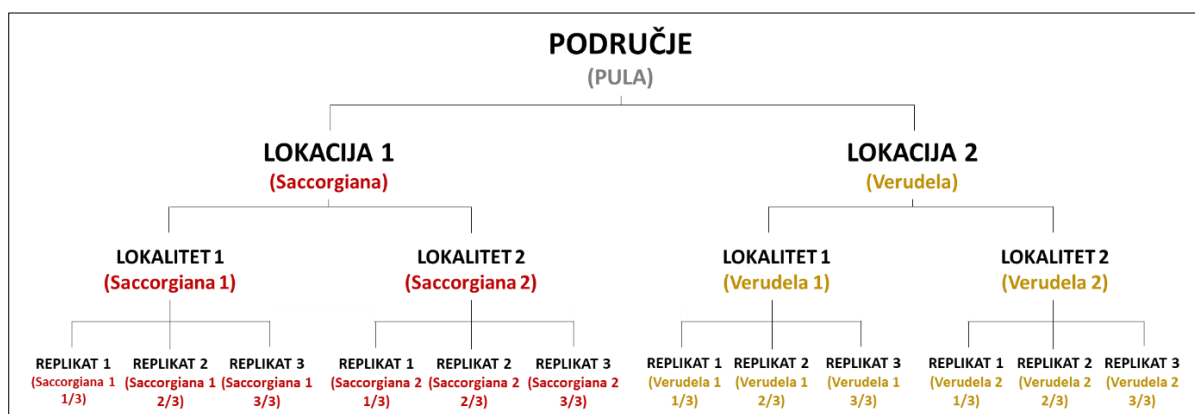 PODRUČJE
(PULA)
LOKACIJA 1
(Saccorgiana)
LOKACIJA 2
(Verudela)
LOKALITET 1
(Saccorgiana 1)
LOKALITET 2
(Saccorgiana 2)
LOKALITET 1
(Verudela 1)
LOKALITET 2
(Verudela 2)
REPLIKAT 1
(Saccorgiana 1
1/3)
REPLIKAT 2
(Saccorgiana 1
2/3)
REPLIKAT 3
(Saccorgiana 1
3/3)
REPLIKAT 1
(Saccorgiana 2
1/3)
REPLIKAT 2
(Saccorgiana 2
2/3)
REPLIKAT 3
(Saccorgiana 2
3/3)
REPLIKAT 1
(Verudela 1
1/3)
REPLIKAT 2
(Verudela 1
2/3)
REPLIKAT 3
(Verudela 1
3/3)
REPLIKAT 1
(Verudela 2
1/3)
REPLIKAT 2
(Verudela 2
2/3)
REPLIKAT 3
(Verudela 2
3/3)